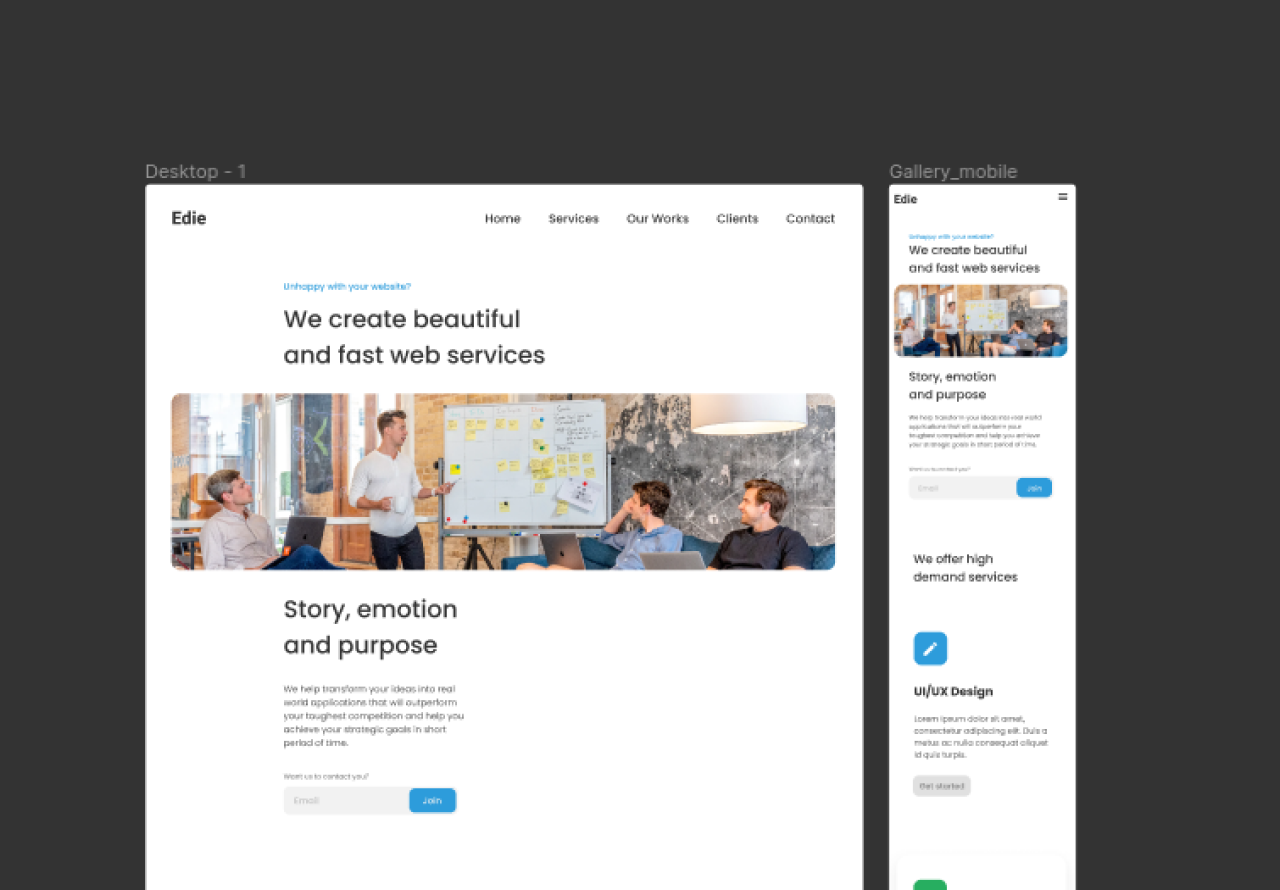 Desktop - 1
Edie
Home Services Our Works Clients Contact
Unhappy with your website?
We create beautiful
and fast web services
Story, emotion
and purpose
We help transform your ideas into real
world applications that will outperform
your toughest competition and help you
achieve your strategic goals in short
period of time.
Want us to contact you?
Email Join
Gallery_mobile
Edie
Unhappy with your website?
We create beautiful
and fast web services
Story, emotion
and purpose
We help transform your ideas into real world
applications that will outperform your
toughest competition and help you achieve
your strategic goals in short period of time.
Want us to contact you?
Email Join
We offer high
demand services
UI/UX Design
Lorem ipsum dolor sit amet,
consectetur adipiscing elit. Duis a
metus ac nulla consequat aliquet
id quis turpis.
Get started